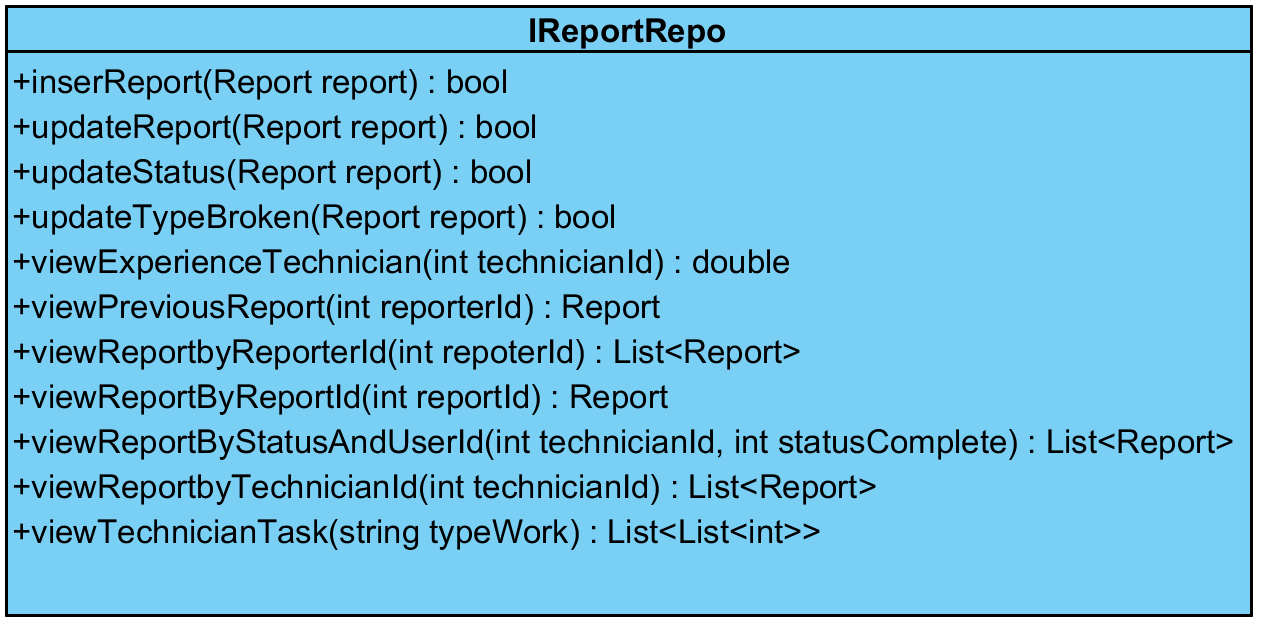 IReportRepo
+inserReport(Report report) : bool
+updateReport(Report report) : bool
+updateStatus(Report report) : bool
+updateTypeBroken(Report report) : bool
+viewExperienceTechnician(int technicianId) : double
+viewPreviousReport(int reporterId) : Report
+viewReportbyReporterId(int repoterId) : List<Report>
+viewReportByReportId(int reportId) : Report
+viewReportByStatusAndUserId(int technicianId, int statusComplete) : List<Report>
+viewReportbyTechnicianId(int technicianId) : List<Report>
+viewTechnicianTask(string typeWork) : List<List<int>>